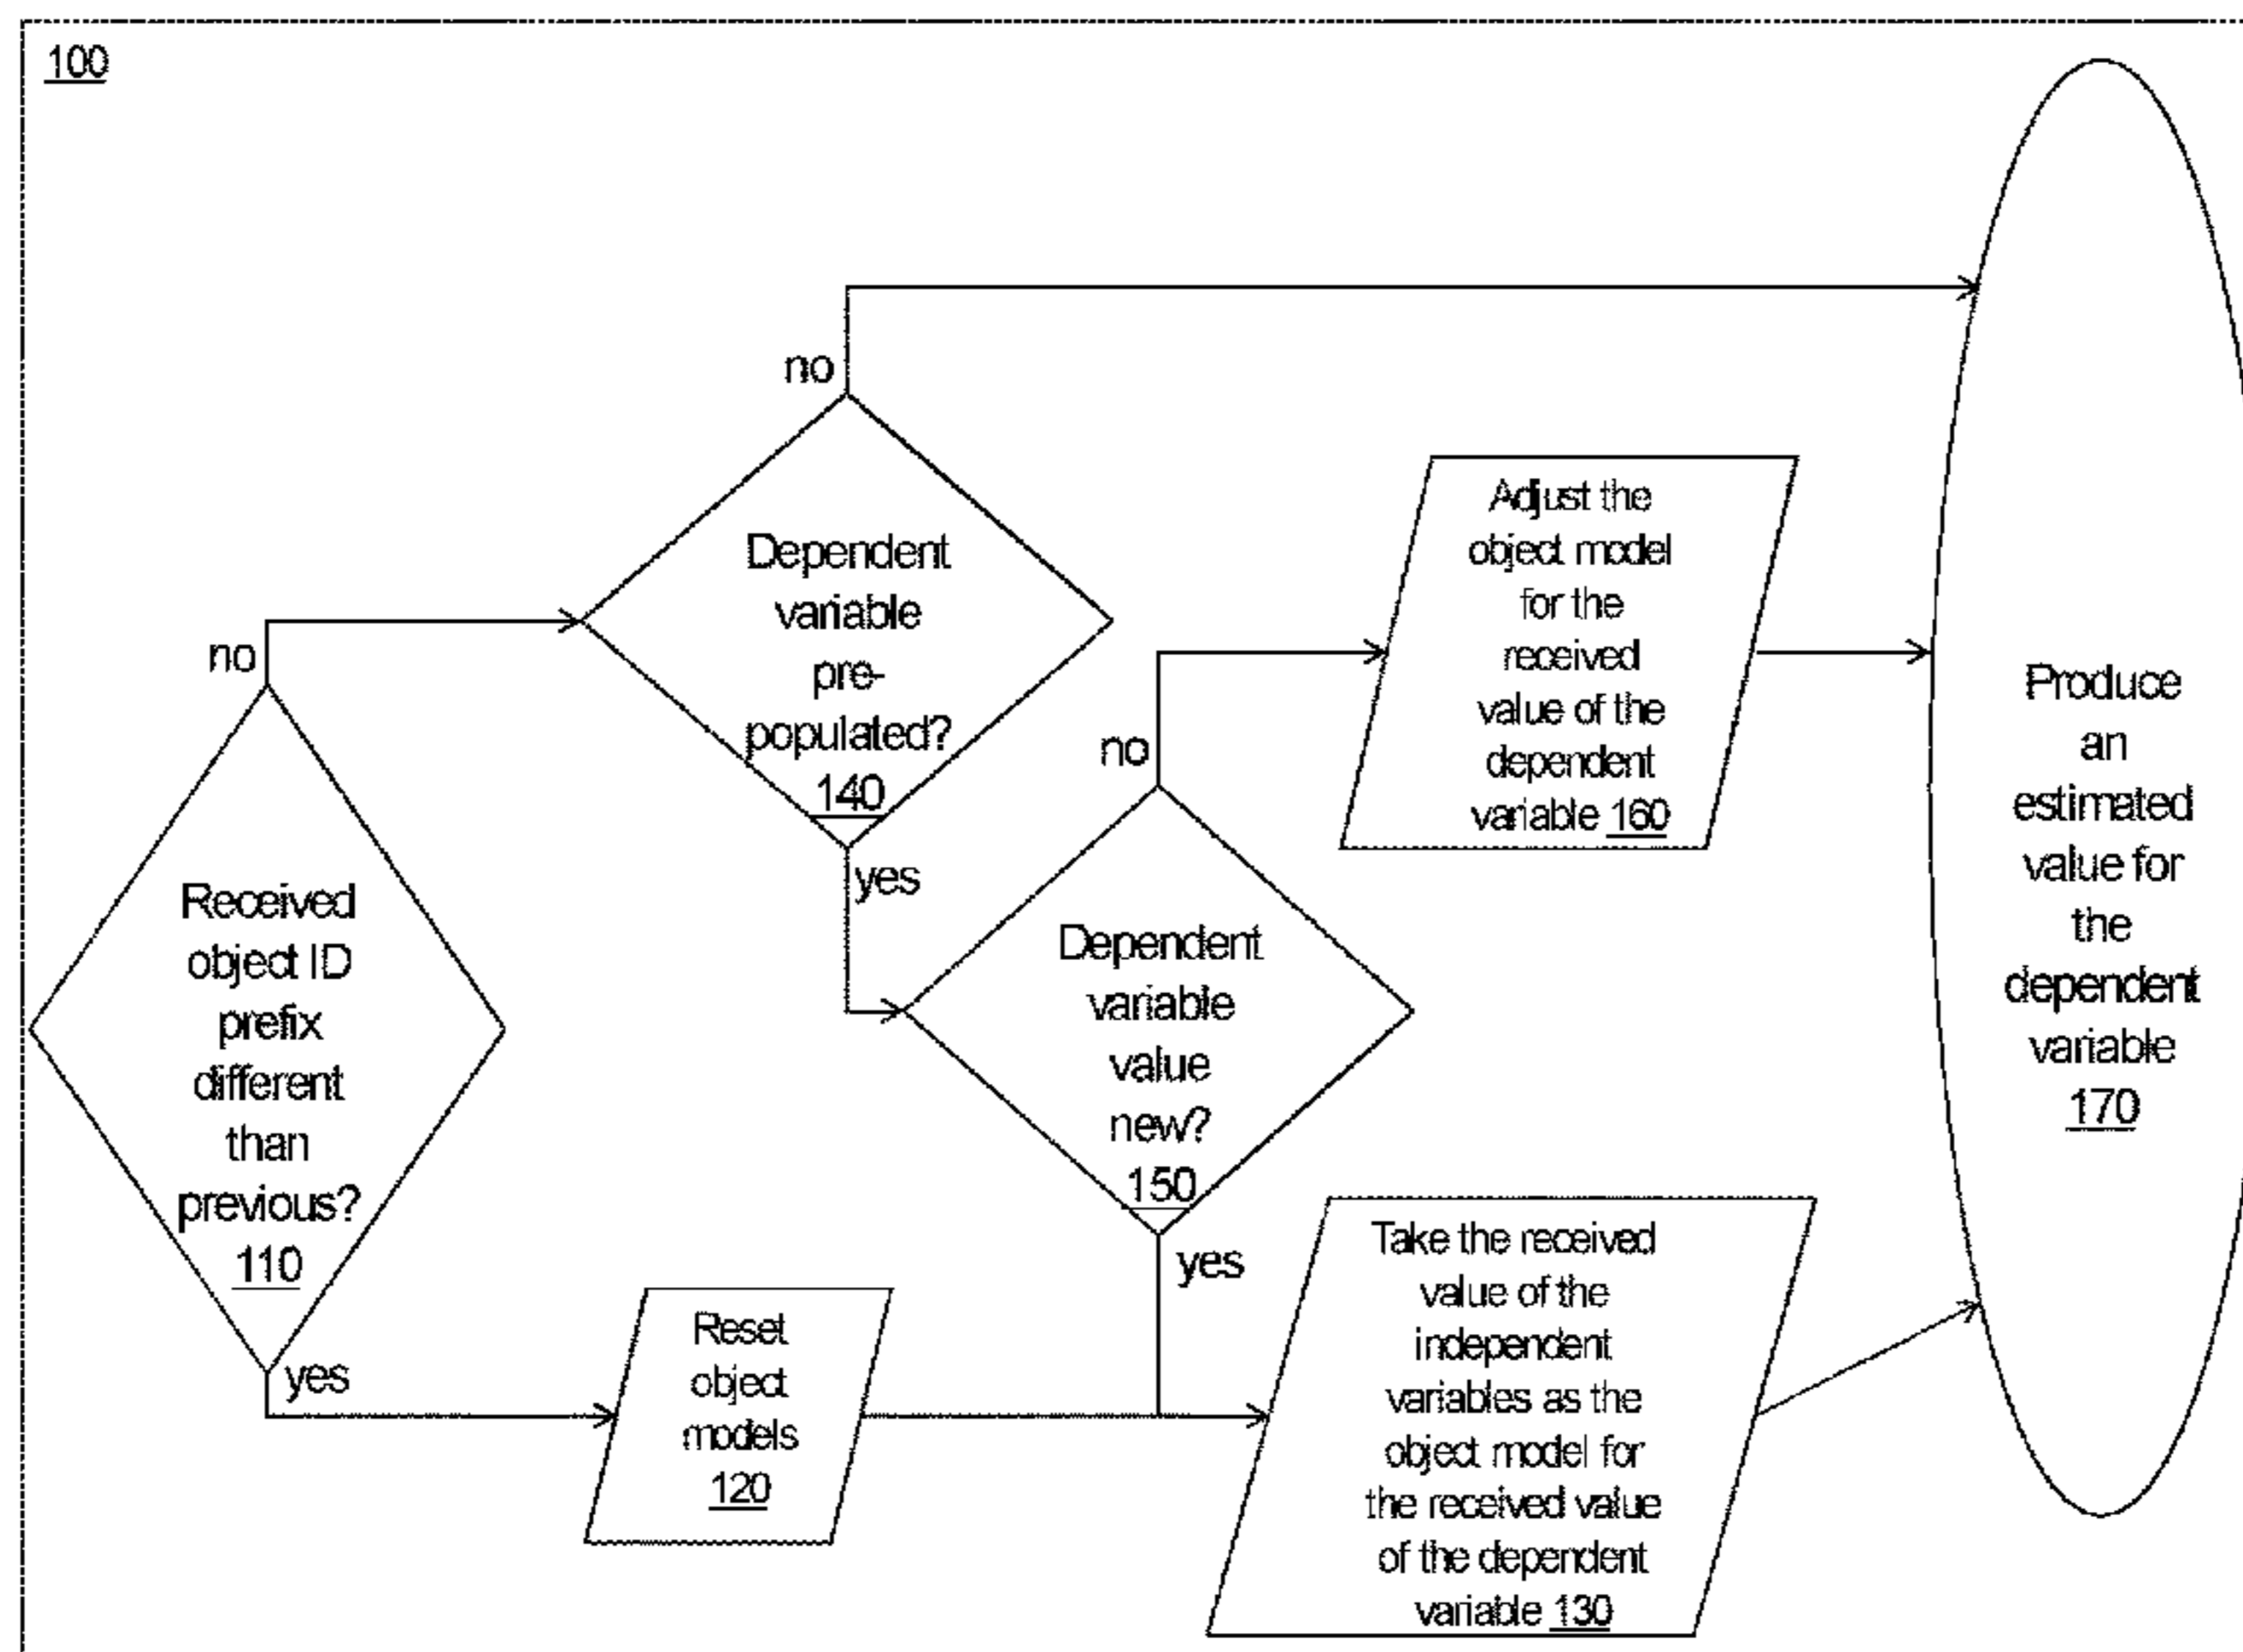 100
no
Dependent
variable
pre-
populated?
140
yes
no
Received
object ID
prefix
different
than
previous?
110
yes
Reset
object
models
120
Dependent
variable
value
new?
150
no
yes
Adjust the
object model
for the
received
value of the
dependent
variable 160
Take the received
value of the
independent
variables as the
object model for
the received value
of the dependent
variable 130
Produce
an
estimated
value for
the
dependent
variable
170